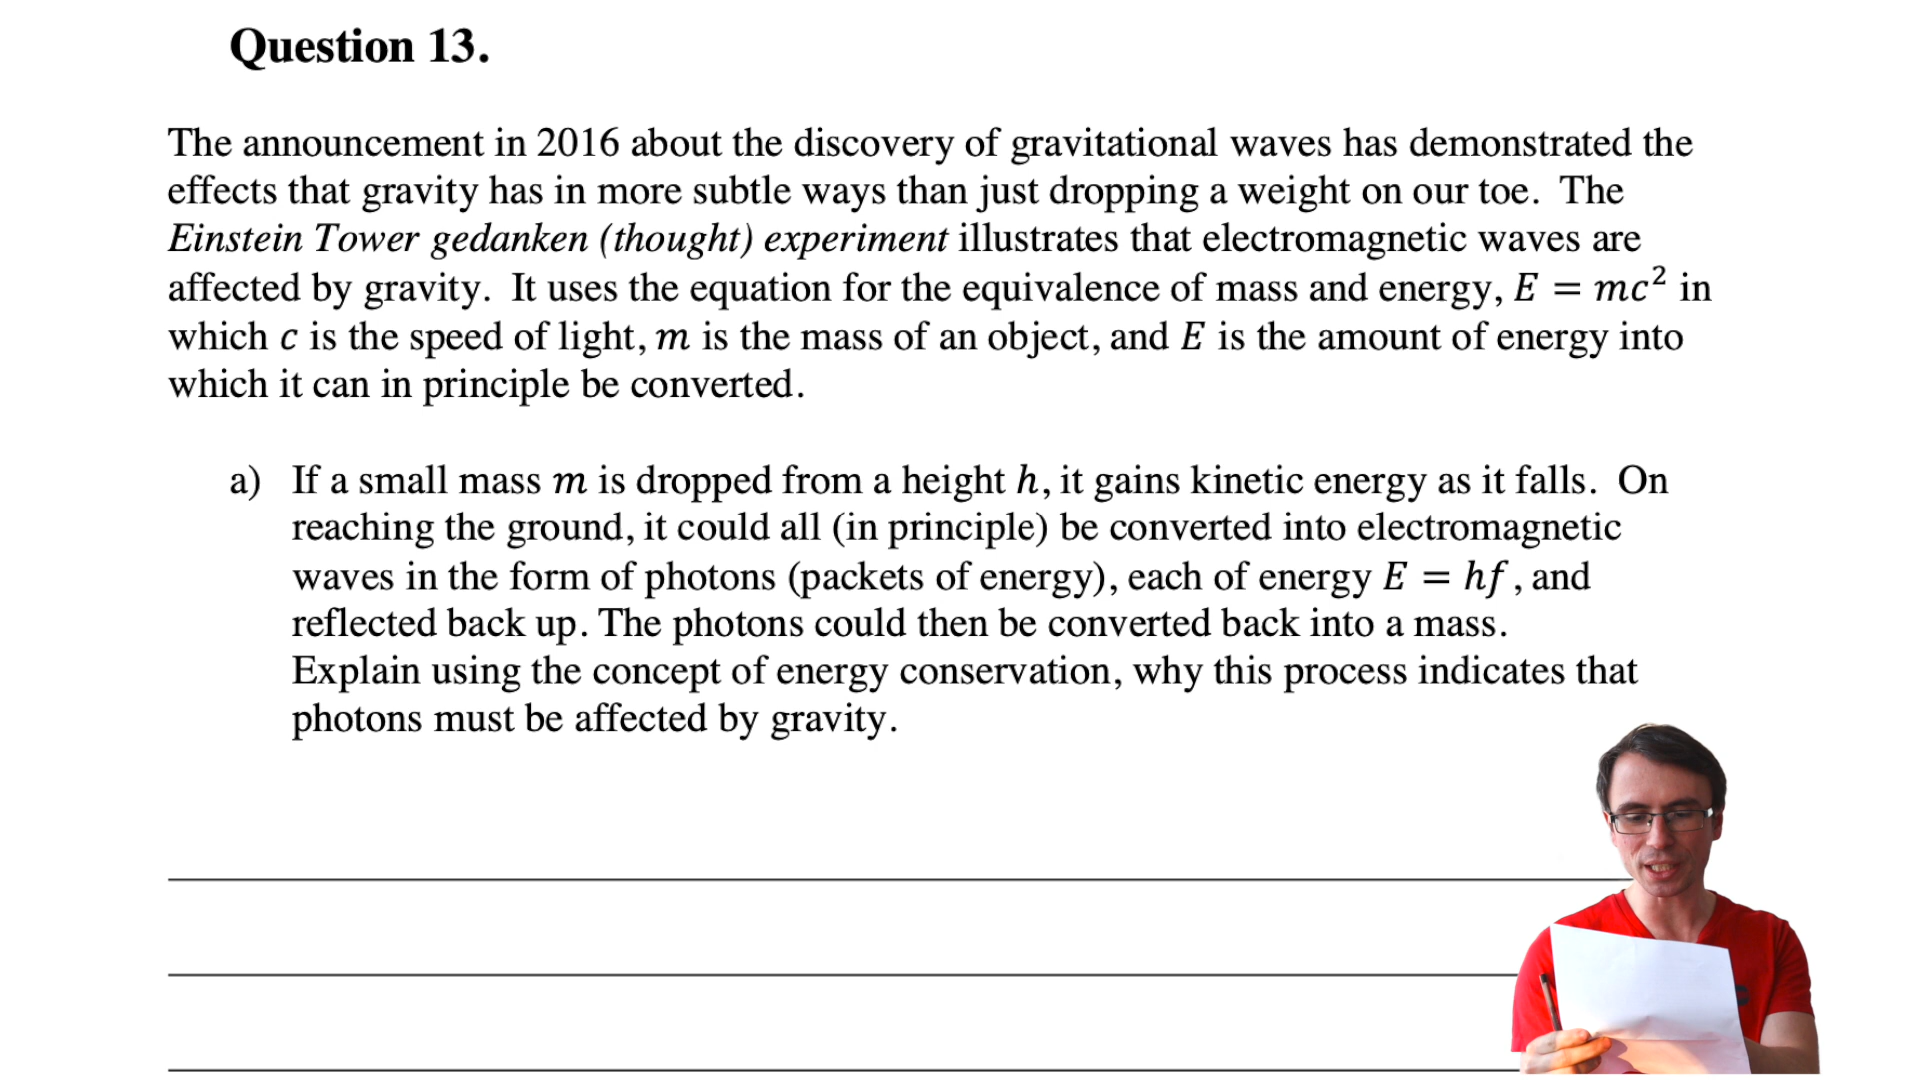 Question 13.
The announcement in 2016 about the discovery of gravitational waves has demonstrated the
effects that gravity has in more subtle ways than just dropping a weight on our toe.  The
Einstein Tower gedanken (thought) experiment illustrates that electromagnetic waves are
affected by gravity.  It uses the equation for the equivalence of mass and energy, E = mc² in
which c is the speed of light, m is the mass of an object, and E is the amount of energy into
which it can in principle be converted.
a) If a small mass m is dropped from a height h, it gains kinetic energy as it falls.  On
reaching the ground, it could all (in principle) be converted into electromagnetic
waves in the form of photons (packets of energy), each of energy E = hf, and
reflected back up. The photons could then be converted back into a mass.
Explain using the concept of energy conservation, why this process indicates that
photons must be affected by gravity.